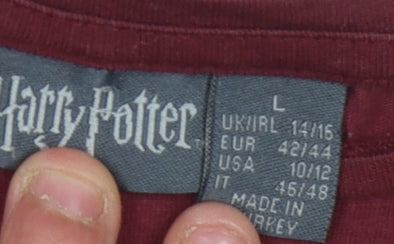 Harry Potter
L
UK/IRL 14/16
EUR 42/44
USA 10/12
IT 46/48
MADE IN